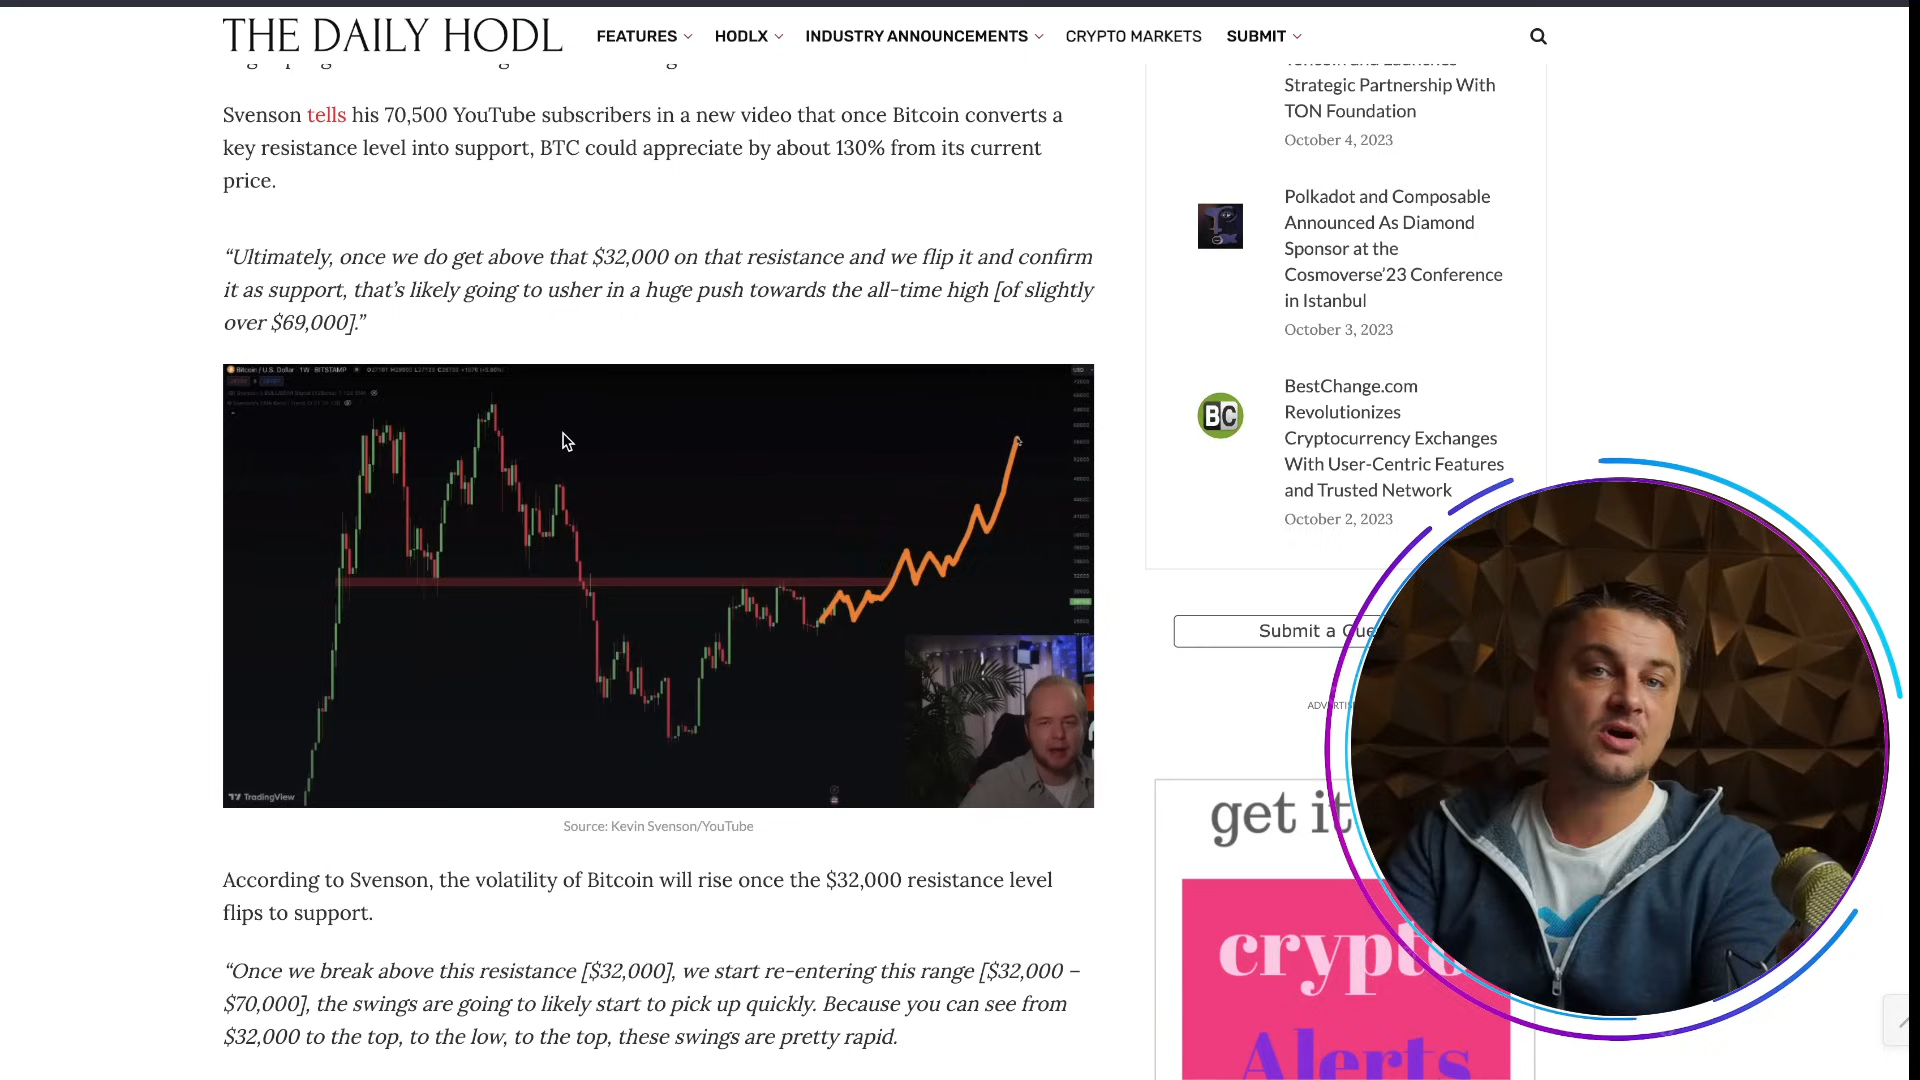 THE DAILY HODL
FEATURES
HODLX
INDUSTRY ANNOUNCEMENTS
CRYPTO MARKETS
SUBMIT
Svenson tells his 70,500 YouTube subscribers in a new video that once Bitcoin converts a
key resistance level into support, BTC could appreciate by about 130% from its current
price.
“Ultimately, once we do get above that $32,000 on that resistance and we flip it and confirm
it as support, that’s likely going to usher in a huge push towards the all-time high [of slightly
over $69,000].”
Bitcoin / U.S. Dollar · 1W · BITSTAMP
USD
TradingView
Source: Kevin Svenson/YouTube
According to Svenson, the volatility of Bitcoin will rise once the $32,000 resistance level
flips to support.
“Once we break above this resistance [$32,000], we start re-entering this range [$32,000 –
$70,000], the swings are going to likely start to pick up quickly. Because you can see from
$32,000 to the top, to the low, to the top, these swings are pretty rapid.
Strategic Partnership With
TON Foundation
October 4, 2023
Polkadot and Composable
Announced As Diamond
Sponsor at the
Cosmoverse’23 Conference
in Istanbul
October 3, 2023
BC
BestChange.com
Revolutionizes
Cryptocurrency Exchanges
With User-Centric Features
and Trusted Network
October 2, 2023
Submit a Gue
ADVERTIS
get it
crypto
Alerts